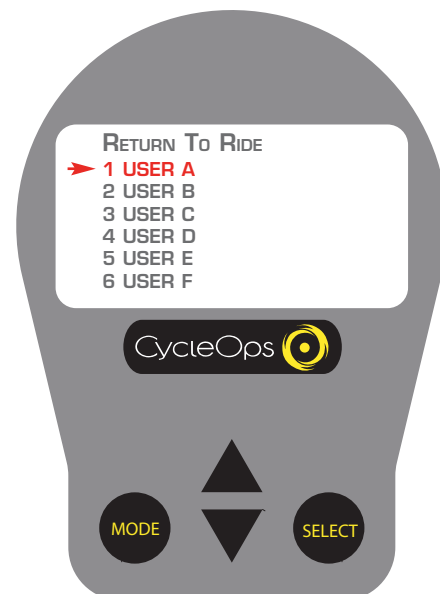 Return To Ride
1 USER A
2 USER B
3 USER C
4 USER D
5 USER E
6 USER F
CycleOps
MODE
SELECT